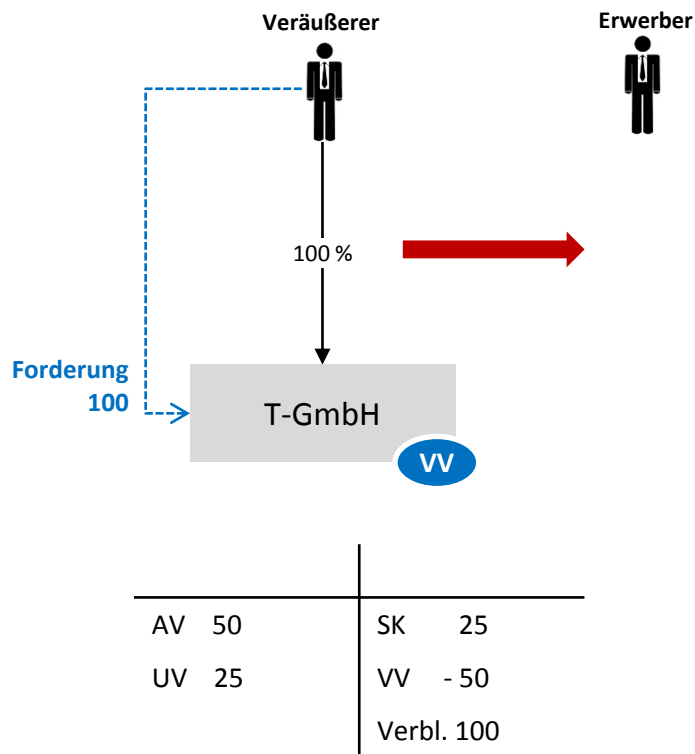 Veräußerer
Erwerber
100 %
Forderung
100
T-GmbH
VV
AV 50
SK 25
UV 25
VV - 50
Verbl. 100